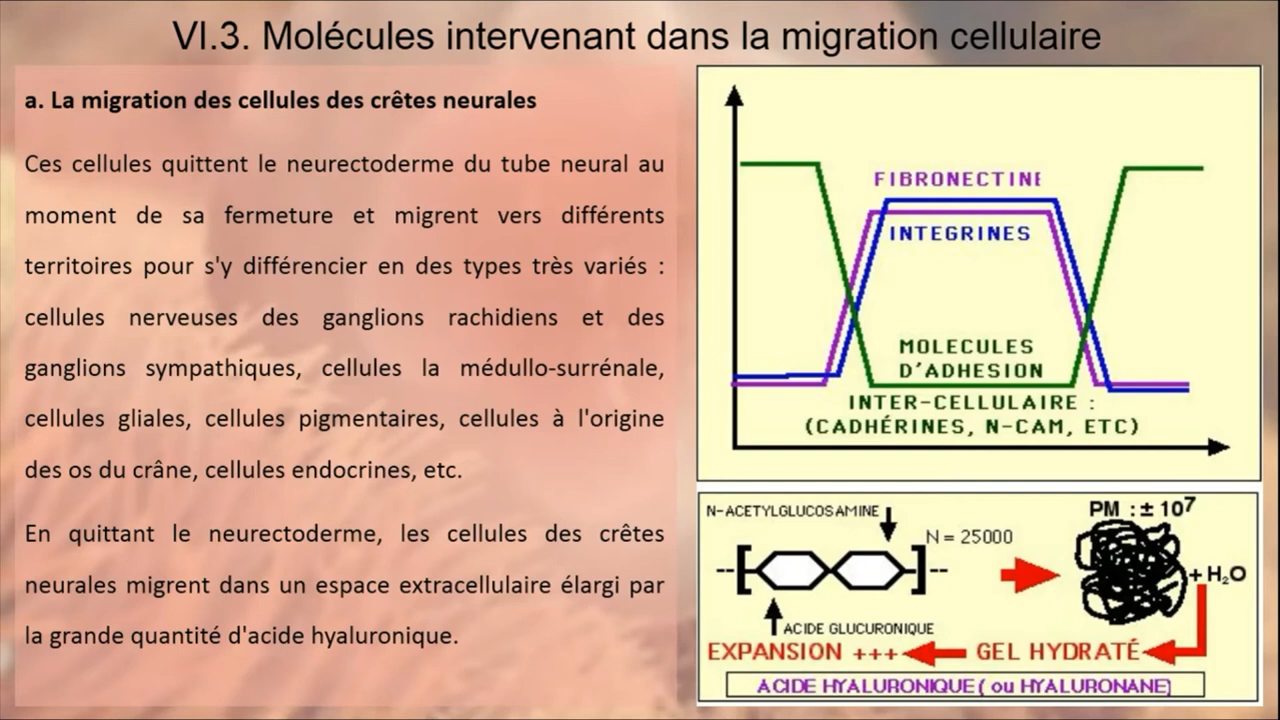 VI.3. Molécules intervenant dans la migration cellulaire
a. La migration des cellules des crêtes neurales
Ces cellules quittent le neurectoderme du tube neural au
moment de sa fermeture et migrent vers différents
territoires pour s'y différencier en des types très variés :
cellules nerveuses des ganglions rachidiens et des
ganglions sympathiques, cellules la médullo-surrénale,
cellules gliales, cellules pigmentaires, cellules à l'origine
des os du crâne, cellules endocrines, etc.
En quittant le neurectoderme, les cellules des crêtes
neurales migrent dans un espace extracellulaire élargi par
la grande quantité d'acide hyaluronique.
FIBRONECTINE
INTEGRINES
MOLECULES
D'ADHESION
INTER-CELLULAIRE :
(CADHÉRINES, N-CAM, ETC)
N-ACETYLGLUCOSAMINE
N = 25000
PM : ± 10⁷
+ H₂O
ACIDE GLUCURONIQUE
EXPANSION +++
GEL HYDRATÉ
ACIDE HYALURONIQUE ( ou HYALURONANE)